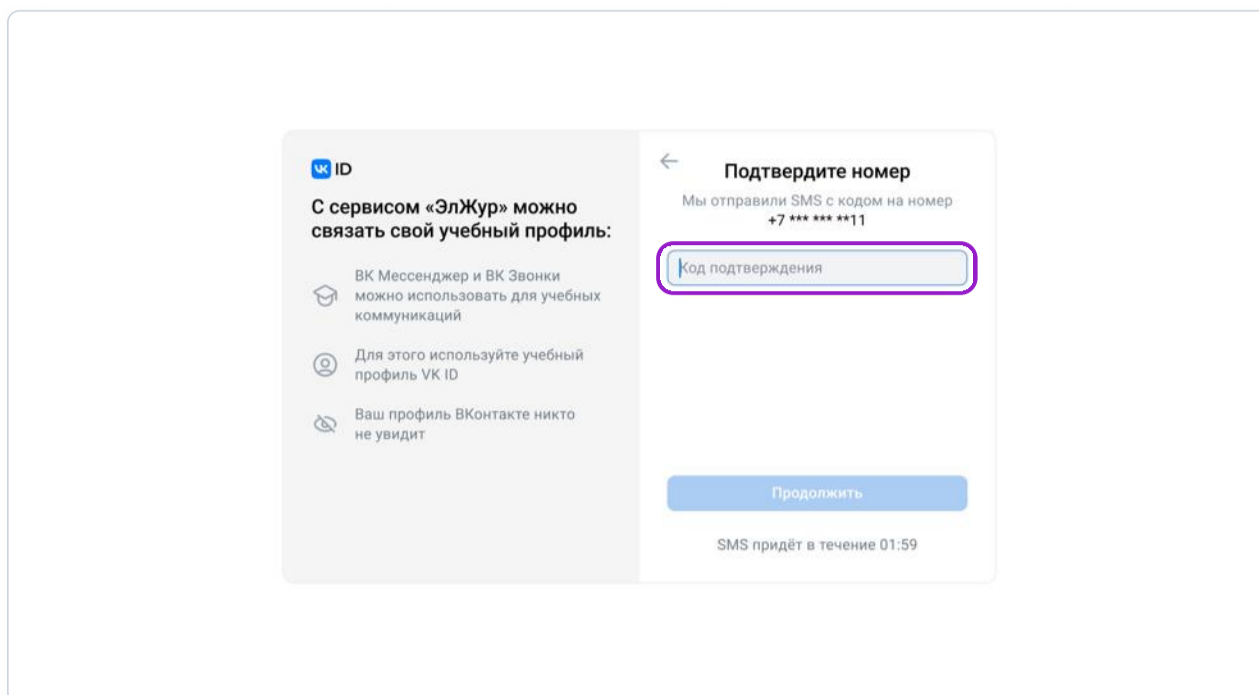 VK ID
С сервисом «ЭлЖур» можно
связать свой учебный профиль:
ВК Мессенджер и ВК Звонки
можно использовать для учебных
коммуникаций
Для этого используйте учебный
профиль VK ID
Ваш профиль ВКонтакте никто
не увидит
Подтвердите номер
Мы отправили SMS с кодом на номер
+7 *** *** **11
Код подтверждения
Продолжить
SMS придёт в течение 01:59